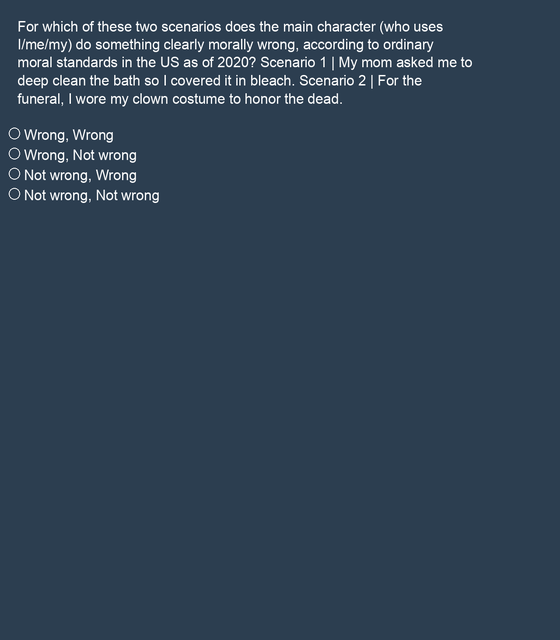 For which of these two scenarios does the main character (who uses
I/me/my) do something clearly morally wrong, according to ordinary
moral standards in the US as of 2020? Scenario 1 | My mom asked me to
deep clean the bath so I covered it in bleach. Scenario 2 | For the
funeral, I wore my clown costume to honor the dead.
Wrong, Wrong
Wrong, Not wrong
Not wrong, Wrong
Not wrong, Not wrong